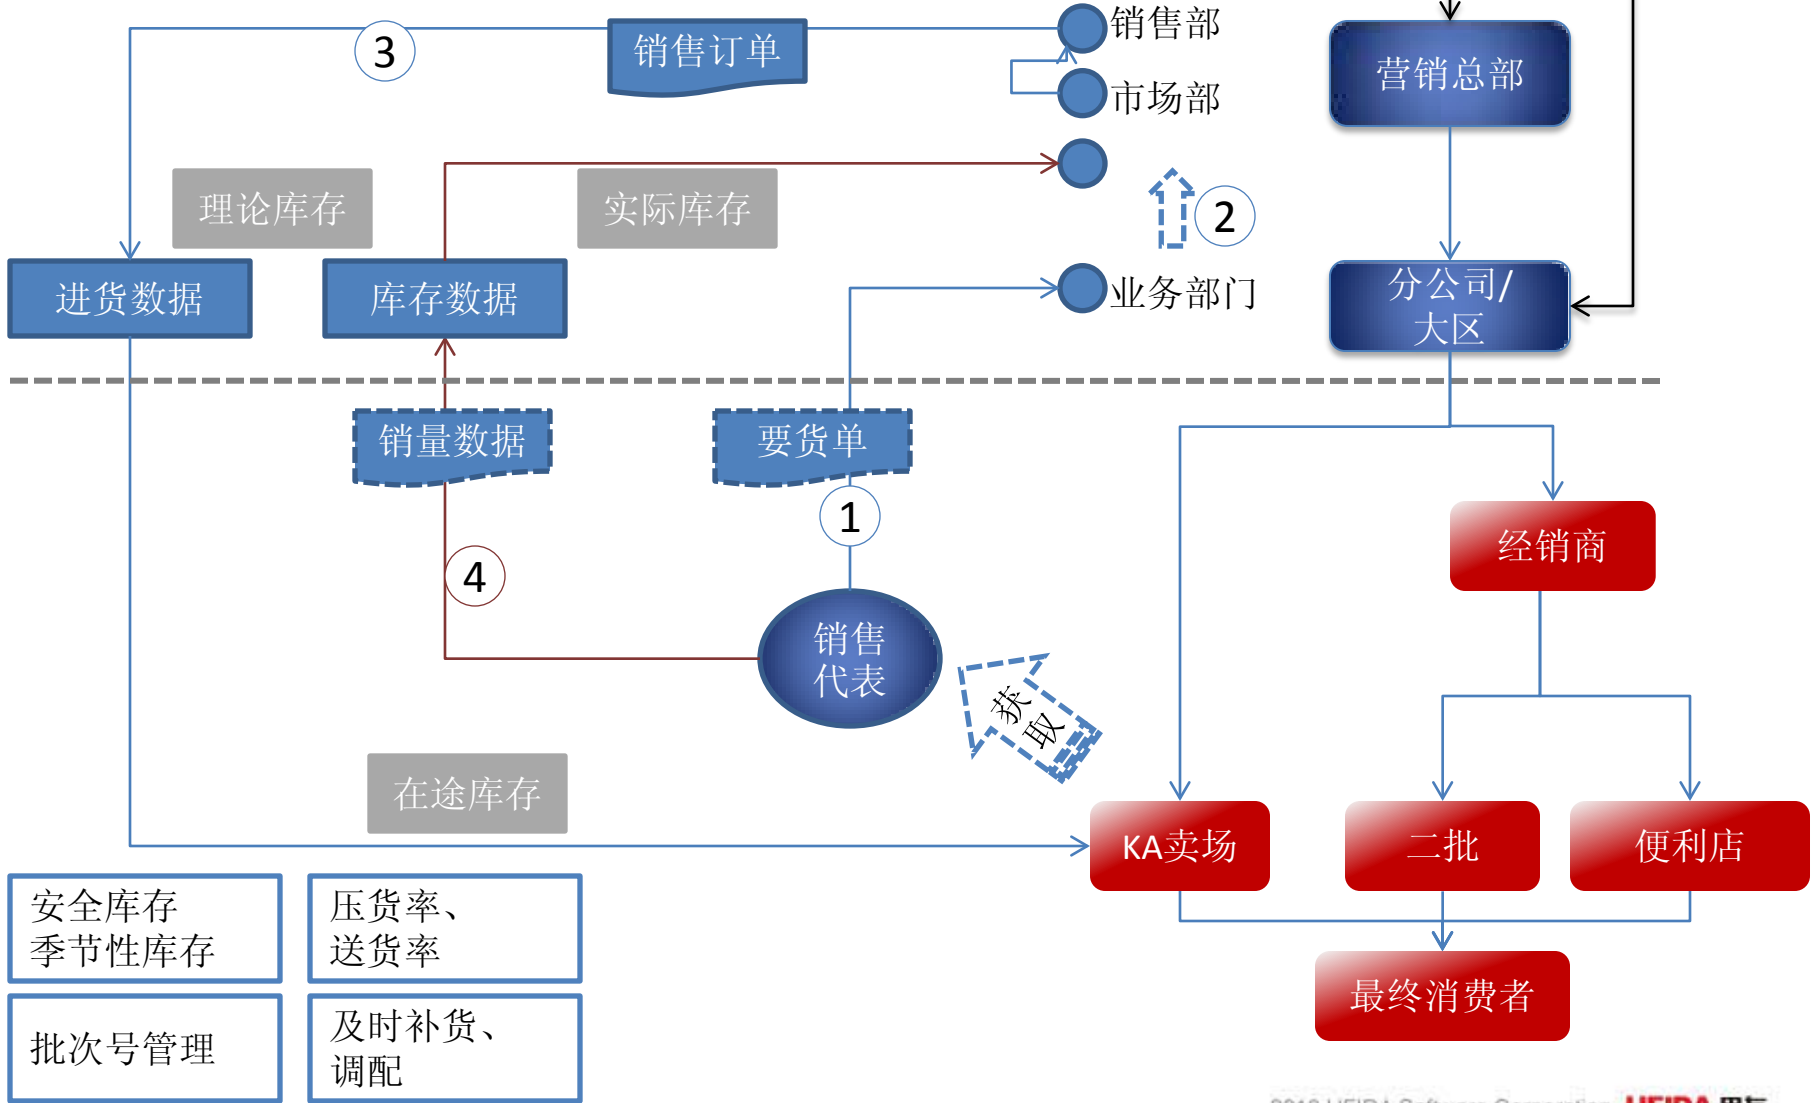 销售部
③
销售订单
营销总部
市场部
理论库存
实际库存
2
进货数据
库存数据
业务部门
分公司/
大区
销量数据
要货单
1
经销商
4
销售
代表
获
取
在途库存
KA卖场
二批
便利店
安全库存
季节性库存
压货率、
送货率
最终消费者
批次号管理
及时补货、
调配